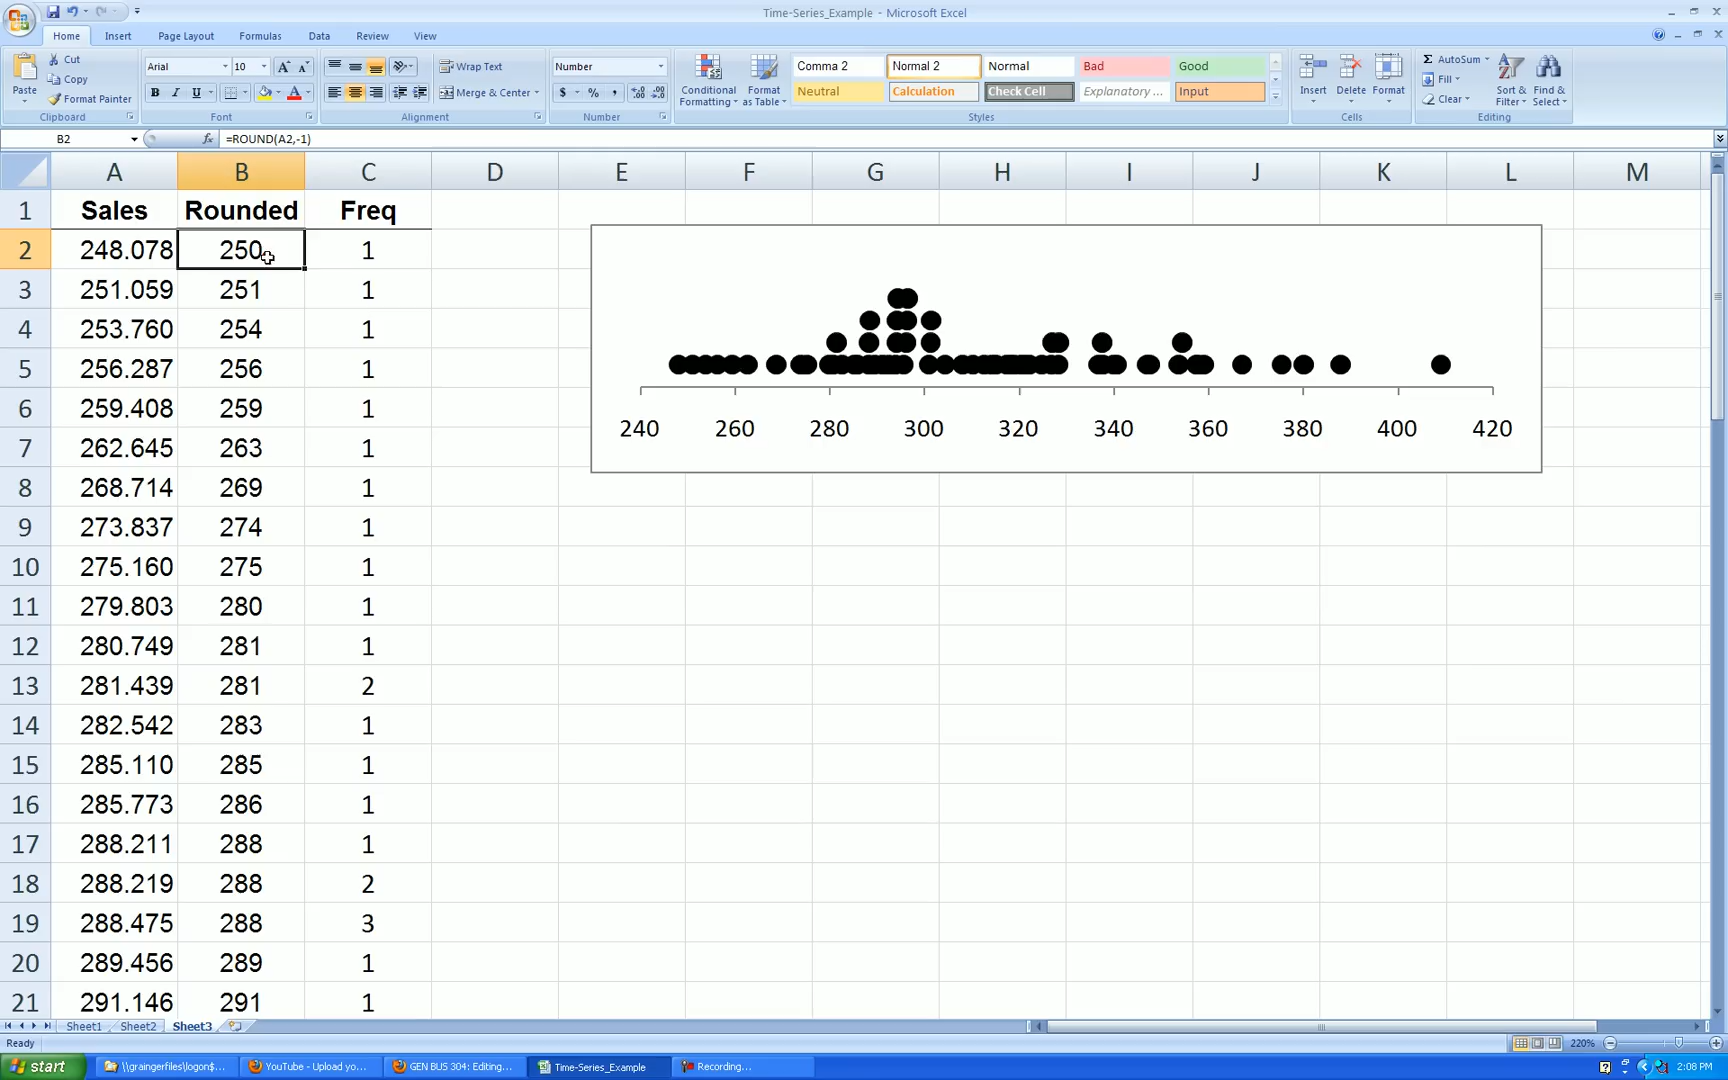 Time-Series_Example - Microsoft Excel
Home Insert Page Layout Formulas Data Review View
Paste
Cut
Copy
Format Painter
Clipboard
Arial 10
B I U
Font
Wrap Text
Merge & Center
Alignment
Number
$ % ,
Number
Conditional Formatting
Format as Table
Comma 2 Normal 2 Normal Bad Good
Neutral Calculation Check Cell Explanatory ... Input
Styles
Insert Delete Format
Cells
Σ AutoSum
Fill
Clear
Sort & Filter
Find & Select
Editing
B2 fx =ROUND(A2,-1)
A B C D E F G H I J K L M
1 Sales Rounded Freq
2 248.078 250 1
3 251.059 251 1
4 253.760 254 1
5 256.287 256 1
6 259.408 259 1
7 262.645 263 1
8 268.714 269 1
9 273.837 274 1
10 275.160 275 1
11 279.803 280 1
12 280.749 281 1
13 281.439 281 2
14 282.542 283 1
15 285.110 285 1
16 285.773 286 1
17 288.211 288 1
18 288.219 288 2
19 288.475 288 3
20 289.456 289 1
21 291.146 291 1
240 260 280 300 320 340 360 380 400 420
Sheet1 Sheet2 Sheet3
Ready
220%
start
\\graingerfiles\logon$...
YouTube - Upload yo...
GEN BUS 304: Editing...
Time-Series_Example
Recording...
2:08 PM